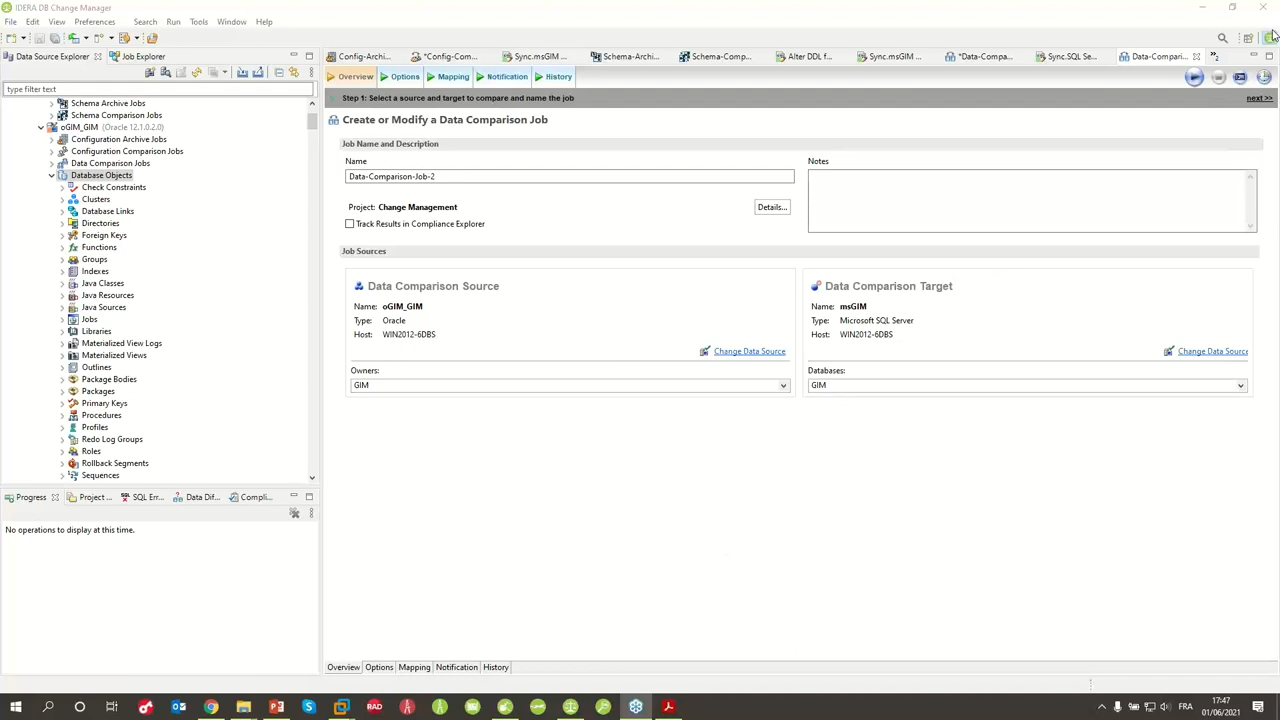 IDERA DB Change Manager
File Edit View Preferences Search Run Tools Window Help
Data Source Explorer Job Explorer
Config-Archi... *Config-Com... Sync.msGIM ... Schema-Archi... Schema-Comp... Alter DDL f... Sync.msGIM ... *Data-Compa... Sync.SQL Se... Data-Compari... 2
Overview Options Mapping Notification History
type filter text
Step 1: Select a source and target to compare and name the job next >>
Schema Archive Jobs
Schema Comparison Jobs
oGIM_GIM (Oracle 12.1.0.2.0)
Configuration Archive Jobs
Configuration Comparison Jobs
Data Comparison Jobs
Database Objects
Check Constraints
Clusters
Database Links
Directories
Foreign Keys
Functions
Groups
Indexes
Java Classes
Java Resources
Java Sources
Jobs
Libraries
Materialized View Logs
Materialized Views
Outlines
Package Bodies
Packages
Primary Keys
Procedures
Profiles
Redo Log Groups
Roles
Rollback Segments
Sequences
Create or Modify a Data Comparison Job
Job Name and Description
Name Notes
Data-Comparison-Job-2
Project: Change Management Details...
Track Results in Compliance Explorer
Job Sources
Data Comparison Source
Name: oGIM_GIM
Type: Oracle
Host: WIN2012-6DBS
Change Data Source
Owners:
GIM
Data Comparison Target
Name: msGIM
Type: Microsoft SQL Server
Host: WIN2012-6DBS
Change Data Source
Databases:
GIM
Progress Project ... SQL Err... Data Dif... Compli...
No operations to display at this time.
Overview Options Mapping Notification History
RAD
FRA
17:47
01/06/2021